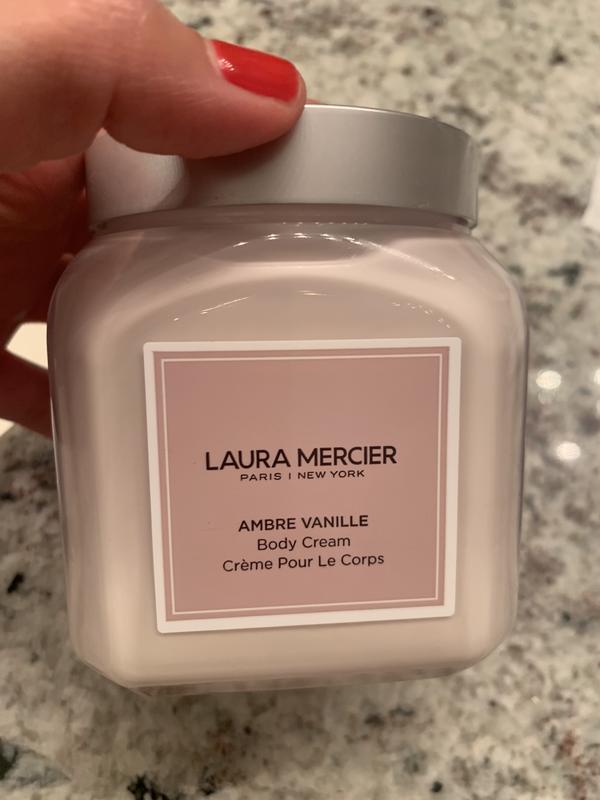 LAURA MERCIER
PARIS | NEW YORK
AMBRE VANILLE
Body Cream
Crème Pour Le Corps